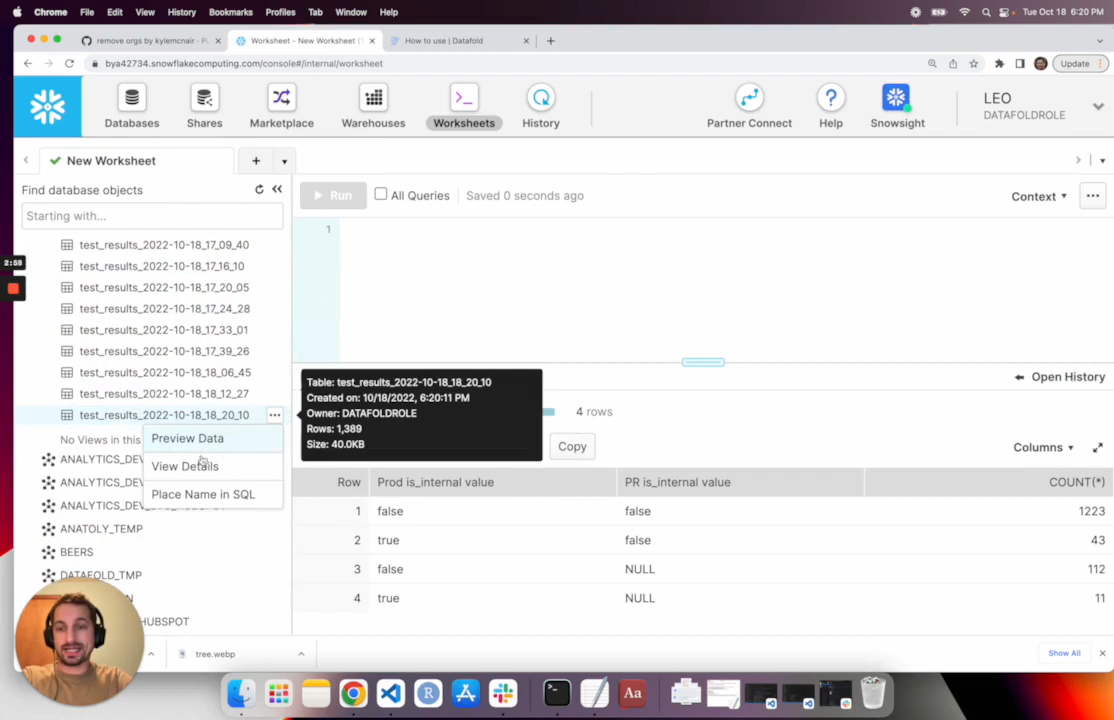 Chrome File Edit View History Bookmarks Profiles Tab Window Help Tue Oct 18 6:20 PM
remove orgs by kylemcnair · Pu × Worksheet - New Worksheet ( × How to use | Datafold × +
bya42734.snowflakecomputing.com/console#/internal/worksheet Update
Databases Shares Marketplace Warehouses Worksheets History Partner Connect Help Snowsight
LEO
DATAFOLDROLE
New Worksheet
Find database objects
Starting with...
Run All Queries Saved 0 seconds ago Context
1
2:59
test_results_2022-10-18_17_09_40
test_results_2022-10-18_17_16_10
test_results_2022-10-18_17_20_05
test_results_2022-10-18_17_24_28
test_results_2022-10-18_17_33_01
test_results_2022-10-18_17_39_26
test_results_2022-10-18_18_06_45
test_results_2022-10-18_18_12_27
test_results_2022-10-18_18_20_10
No Views in this
ANALYTICS_DEV
ANALYTICS_DE
ANALYTICS_DE
ANATOLY_TEMP
BEERS
DATAFOLD_TMP
HUBSPOT
Preview Data
View Details
Place Name in SQL
Table: test_results_2022-10-18_18_20_10
Created on: 10/18/2022, 6:20:11 PM
Owner: DATAFOLDROLE
Rows: 1,389
Size: 40.0KB
Open History
4 rows
Copy
Columns
Row Prod is_internal value PR is_internal value COUNT(*)
1 false false 1223
2 true false 43
3 false NULL 112
4 true NULL 11
tree.webp
Show All